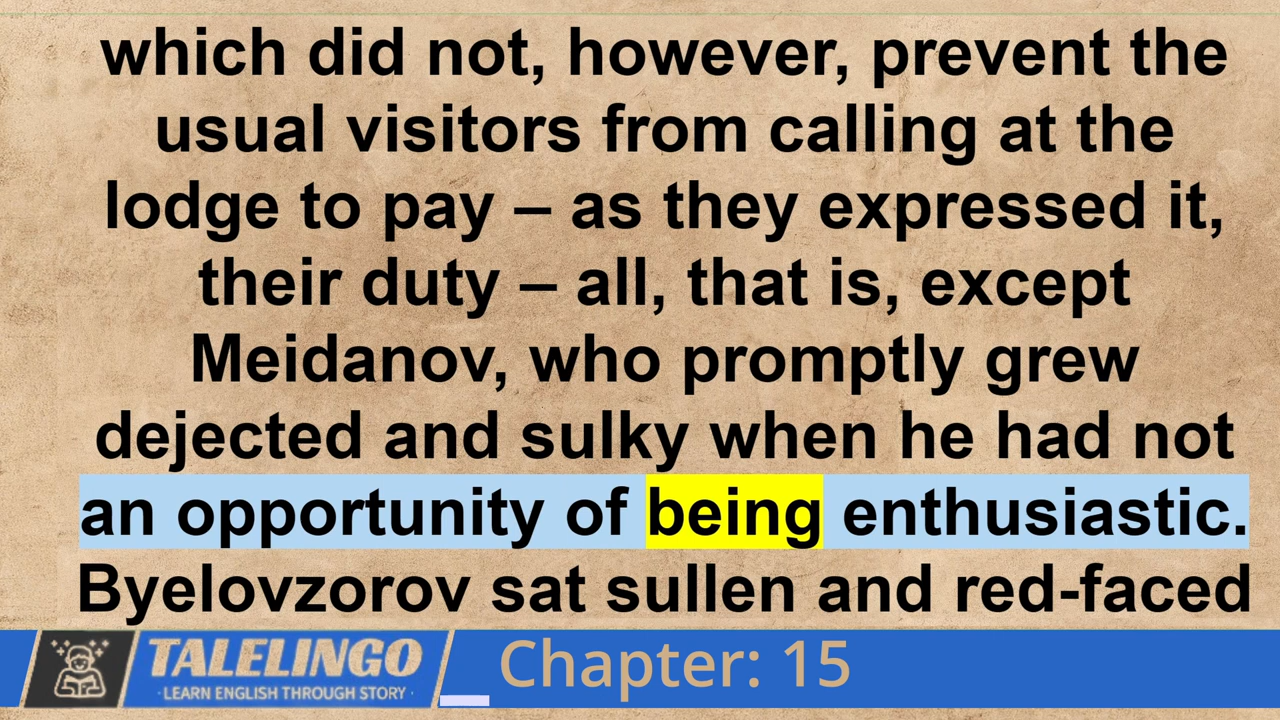 which did not, however, prevent the
usual visitors from calling at the
lodge to pay – as they expressed it,
their duty – all, that is, except
Meidanov, who promptly grew
dejected and sulky when he had not
an opportunity of being enthusiastic.
Byelovzorov sat sullen and red-faced
TALELINGO
· LEARN ENGLISH THROUGH STORY ·
Chapter: 15